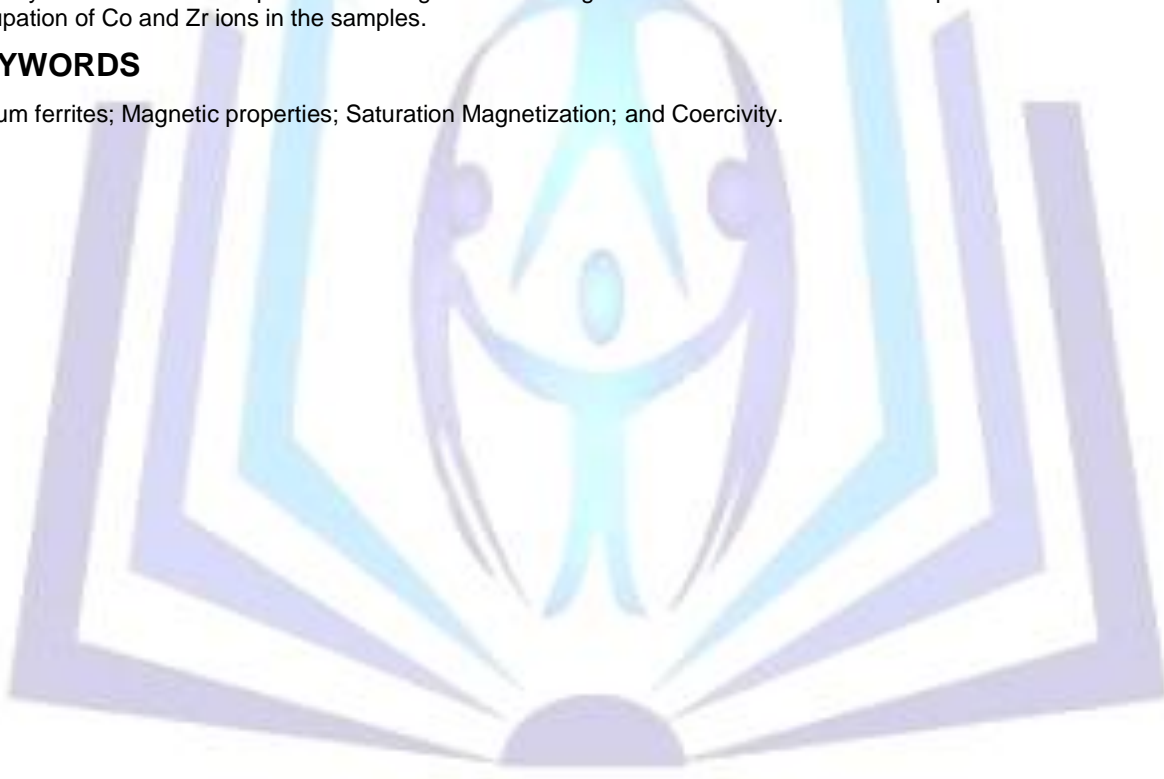 upation of Co and Zr ions in the samples.
YWORDS
um ferrites; Magnetic properties; Saturation Magnetization; and Coercivity.